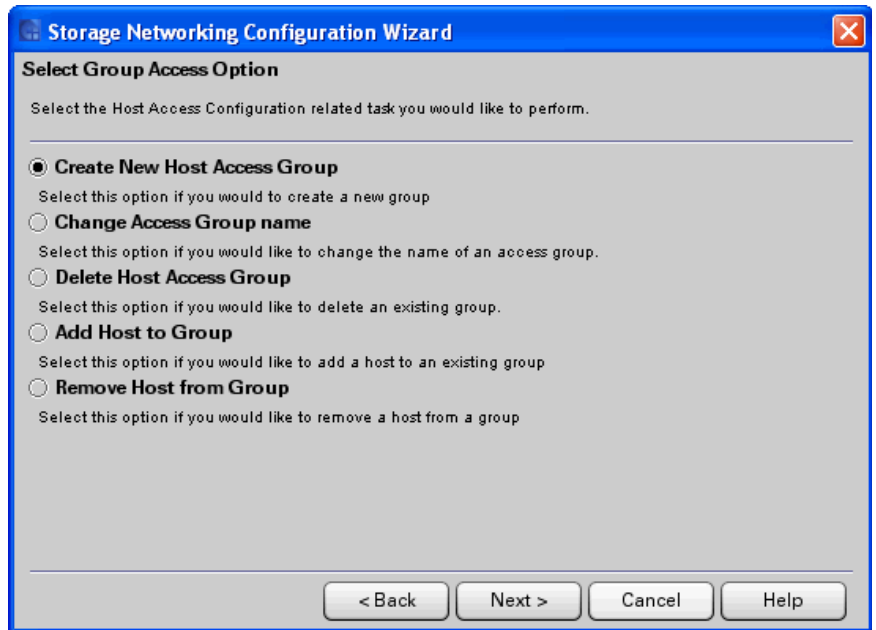 Storage Networking Configuration Wizard
Select Group Access Option
Select the Host Access Configuration related task you would like to perform.
Create New Host Access Group
Select this option if you would to create a new group
Change Access Group name
Select this option if you would like to change the name of an access group.
Delete Host Access Group
Select this option if you would like to delete an existing group.
Add Host to Group
Select this option if you would like to add a host to an existing group
Remove Host from Group
Select this option if you would like to remove a host from a group
< Back Next > Cancel Help